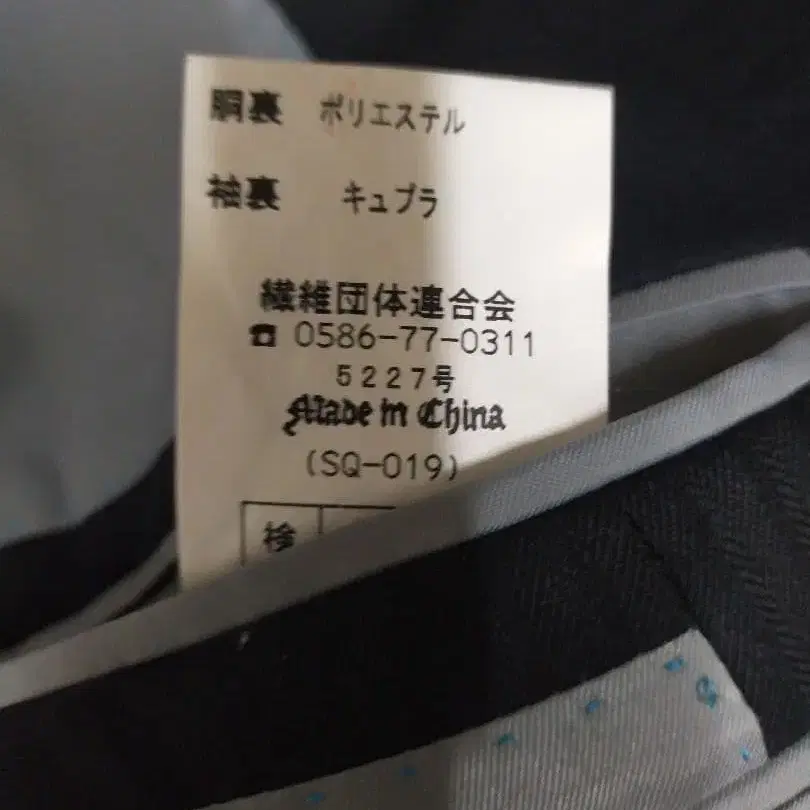 胴裏 ポリエステル
袖裏 キュプラ
繊維団体連合会
☎ 0586-77-0311
5227号
Made in China
(SQ-019)
検